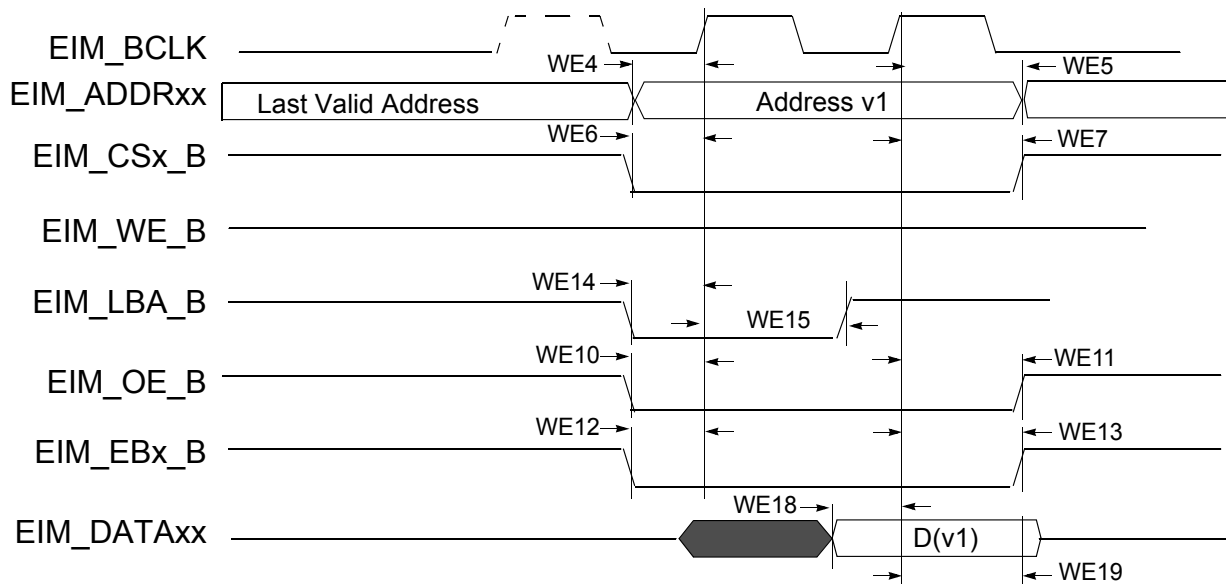 EIM_BCLK
WE4
WE5
EIM_ADDRxx
Last Valid Address
Address v1
WE6
WE7
EIM_CSx_B
EIM_WE_B
WE14
EIM_LBA_B
WE15
WE10
WE11
EIM_OE_B
WE12
WE13
EIM_EBx_B
WE18
EIM_DATAxx
D(v1)
WE19